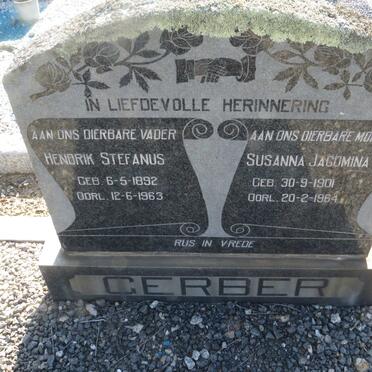 IN LIEFDEVOLLE HERINNERING
AAN ONS DIERBARE VADER
HENDRIK STEFANUS
GEB. 6-5-1892
OORL. 12-6-1963
AAN ONS DIERBARE MO
SUSANNA JACOMINA
GEB. 30-9-1901
OORL. 20-2-1964
RUS IN VREDE
GERBER